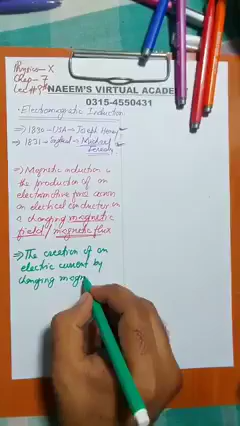 Physics-X
Chap-7
Lec# 3rd
NAEEM'S VIRTUAL ACADEMY
0315-4550431
Electromagnetic Induction
⇒ 1830 - USA → Joseph Henry
⇒ 1831 - England → Michael
Faraday
⇒ Magnetic induction is
the production of an
electromotive force across
an electrical conductor in
a changing magnetic
field / magnetic flux
⇒ The creation of an
electric current by
changing magn